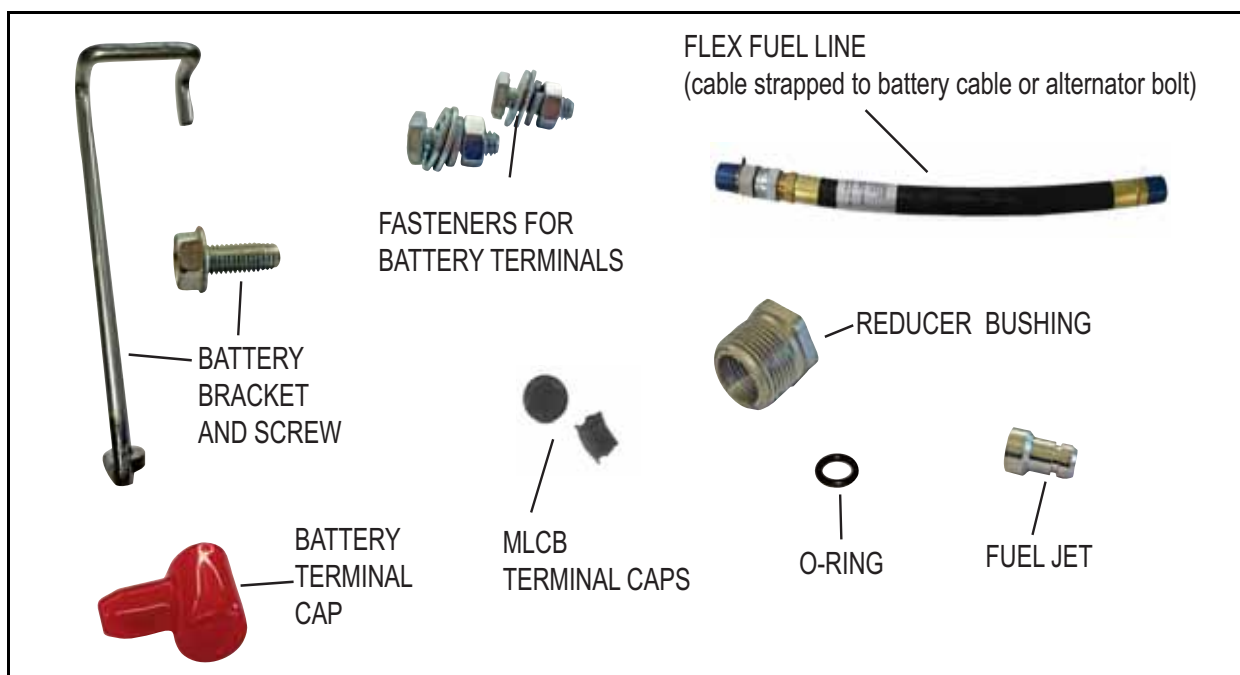 FLEX FUEL LINE
(cable strapped to battery cable or alternator bolt)
FASTENERS FOR
BATTERY TERMINALS
REDUCER BUSHING
BATTERY
BRACKET
AND SCREW
BATTERY
TERMINAL
CAP
MLCB
TERMINAL CAPS
O-RING
FUEL JET